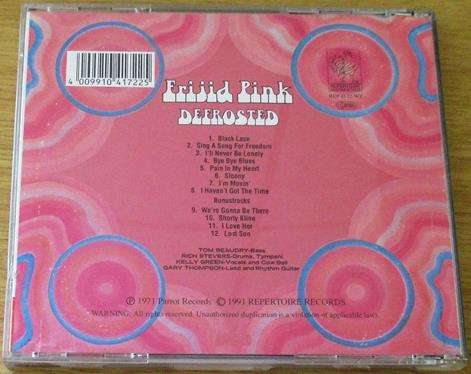 4 009910 417225
REPERTOIRE
Frijid Pink
DEFROSTED
1. Black Lace
2. Sing A Song For Freedom
3. I'll Never Be Lonely
4. Bye Bye Blues
5. Pain In My Heart
6. Sloony
7. I'm Movin'
8. I Haven't Got The Time
Bonustracks
9. We're Gonna Be There
10. Shorty Kline
11. I Love Her
12. Lost Son
TOM BEAUDRY-Bass
RICH STEVERS-Drums, Tympani
KELLY GREEN-Vocals and Cow Bell
GARY THOMPSON-Lead and Rhythm Guitar
℗ 1971 Parrot Records. © 1991 REPERTOIRE RECORDS.
WARNING: All rights reserved. Unauthorized duplication is a violation of applicable laws.